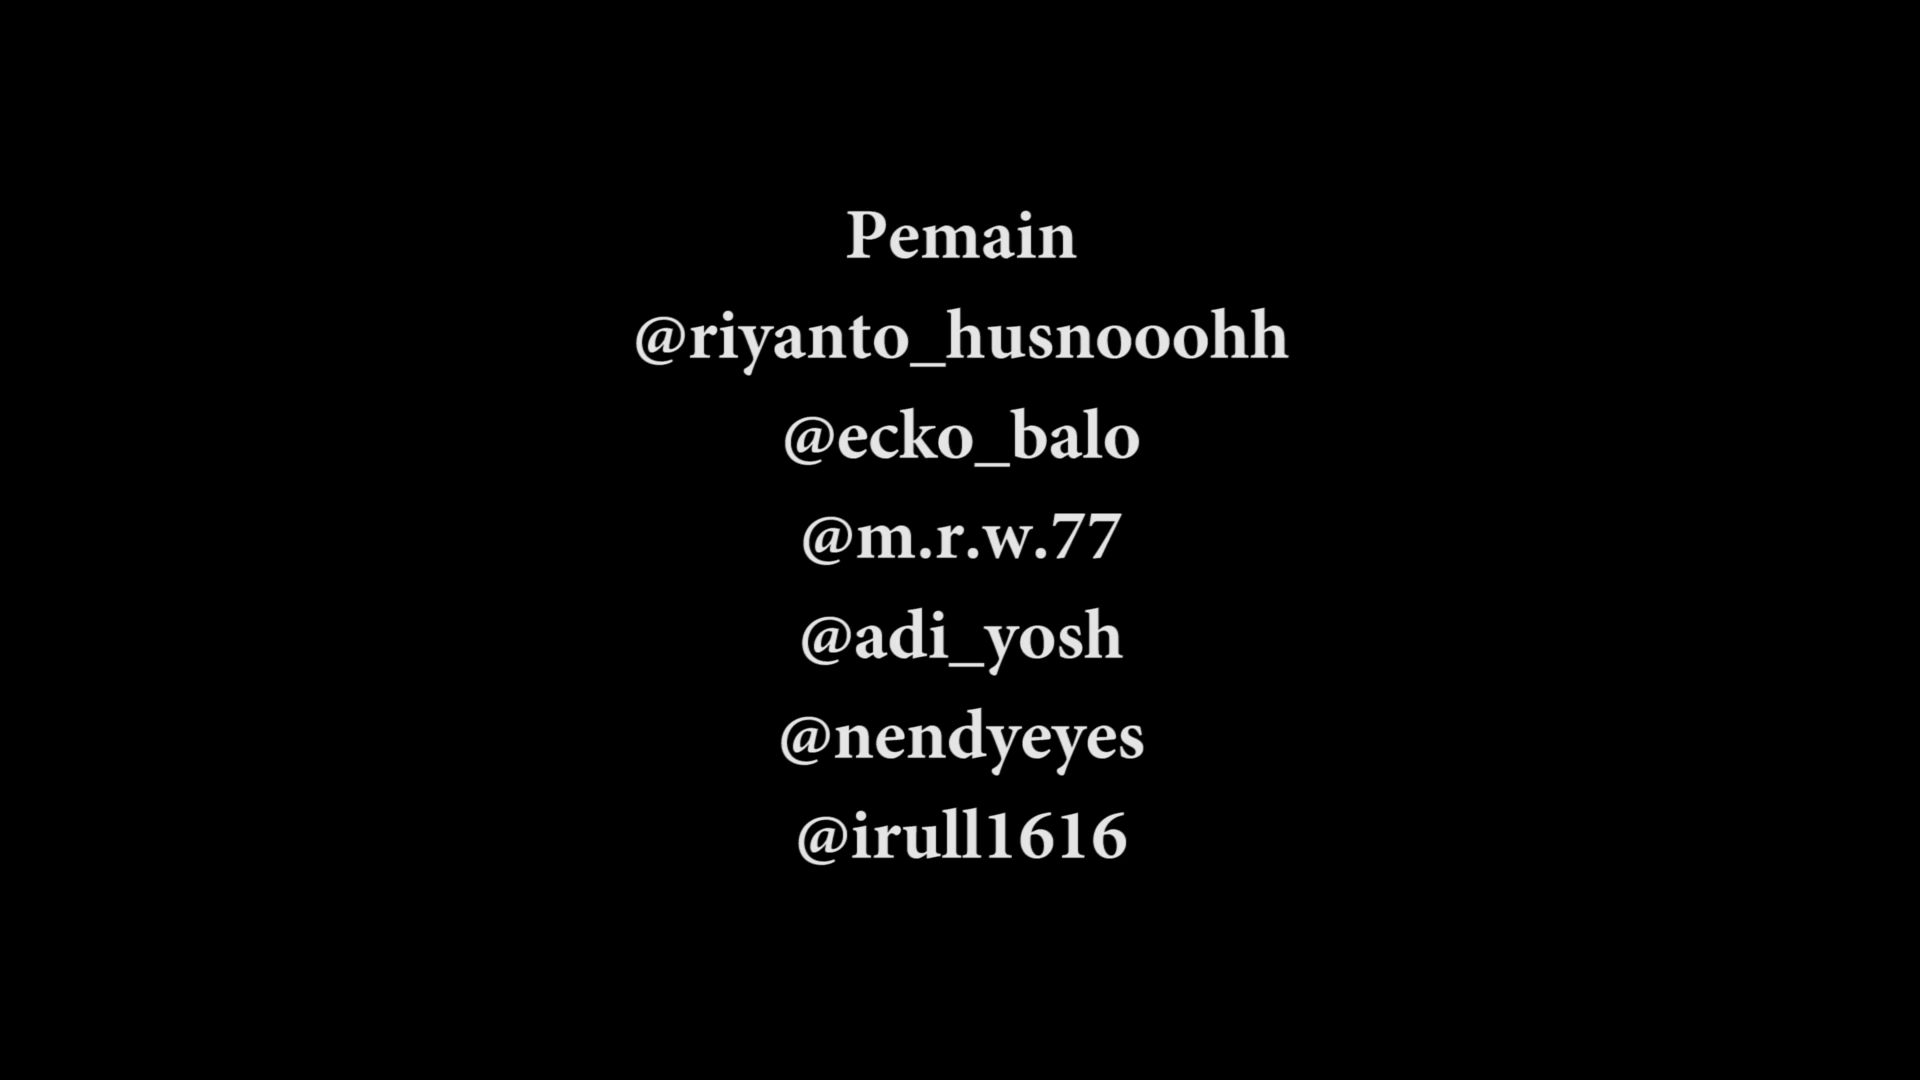 Pemain
@riyanto_husnooohh
@ecko_balo
@m.r.w.77
@adi_yosh
@nendyeyes
@irull1616